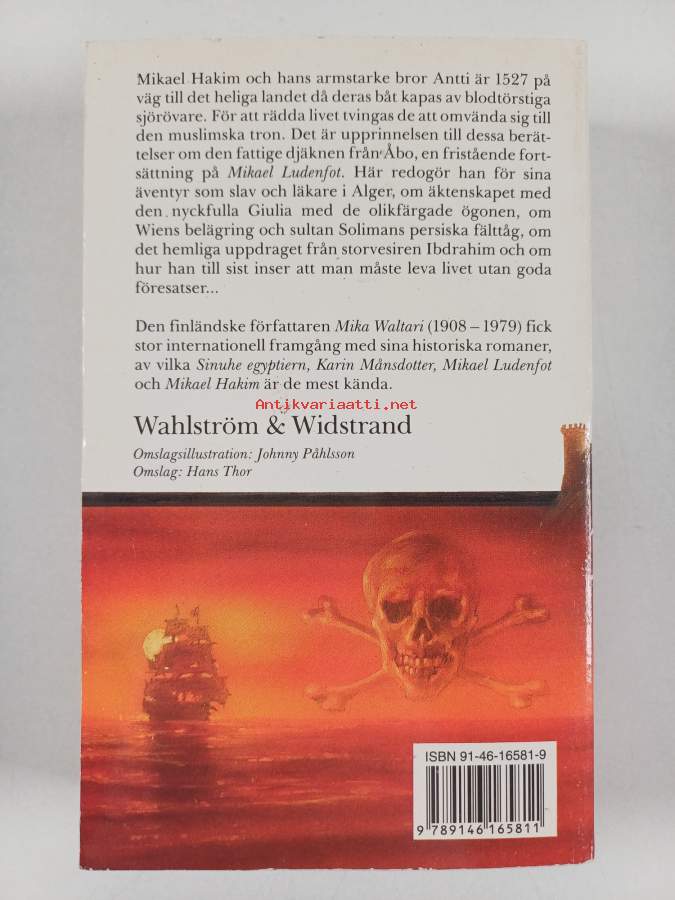 Mikael Hakim och hans armstarke bror Antti är 1527 på
väg till det heliga landet då deras båt kapas av blodtörstiga
sjörövare. För att rädda livet tvingas de att omvända sig till
den muslimska tron. Det är upprinnelsen till dessa berät-
telser om den fattige djäknen från Åbo, en fristående fort-
sättning på Mikael Ludenfot. Här redogör han för sina
äventyr som slav och läkare i Alger, om äktenskapet med
den nyckfulla Giulia med de olikfärgade ögonen, om
Wiens belägring och sultan Solimans persiska fälttåg, om
det hemliga uppdraget från storvesiren Ibdrahim och om
hur han till sist inser att man måste leva livet utan goda
föresatser...
Den finländske författaren Mika Waltari (1908 – 1979) fick
stor internationell framgång med sina historiska romaner,
av vilka Sinuhe egyptiern, Karin Månsdotter, Mikael Ludenfot
och Mikael Hakim är de mest kända.
Antikvariaatti.net
Wahlström & Widstrand
Omslagsillustration: Johnny Påhlsson
Omslag: Hans Thor
ISBN 91-46-16581-9
9 789146 165811